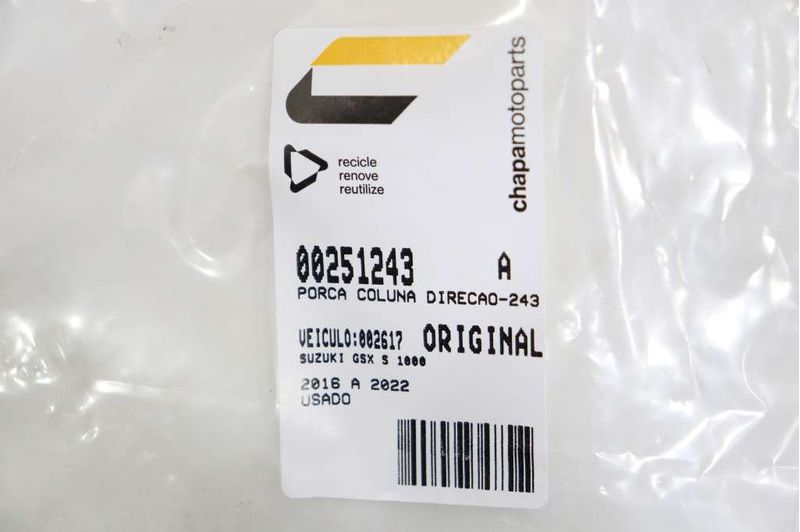 chapamotoparts
recicle
renove
reutilize
00251243 A
PORCA COLUNA DIRECAO-243
VEICULO:002617 ORIGINAL
SUZUKI GSX S 1000
2016 A 2022
USADO